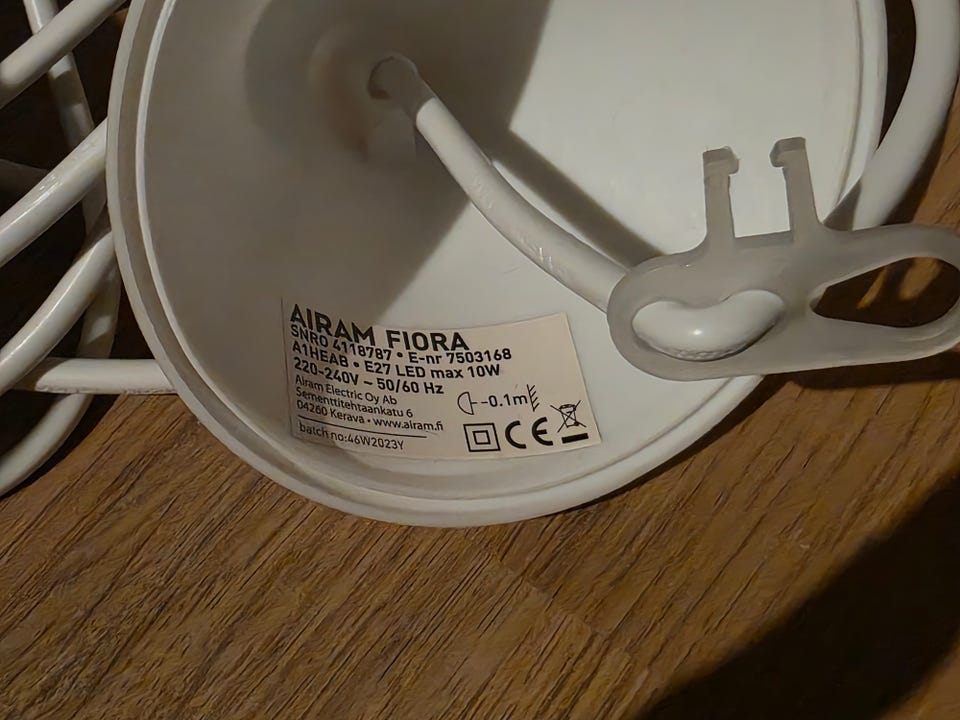 AIRAM FIORA
SNRO 4118787 • E-nr 7503168
A1HEAB • E27 LED max 10W
220-240V ~ 50/60 Hz
Airam Electric Oy Ab
Sementtitehtaankatu 6
04260 Kerava • www.airam.fi
batch no:46W2023Y
--0.1m
CE